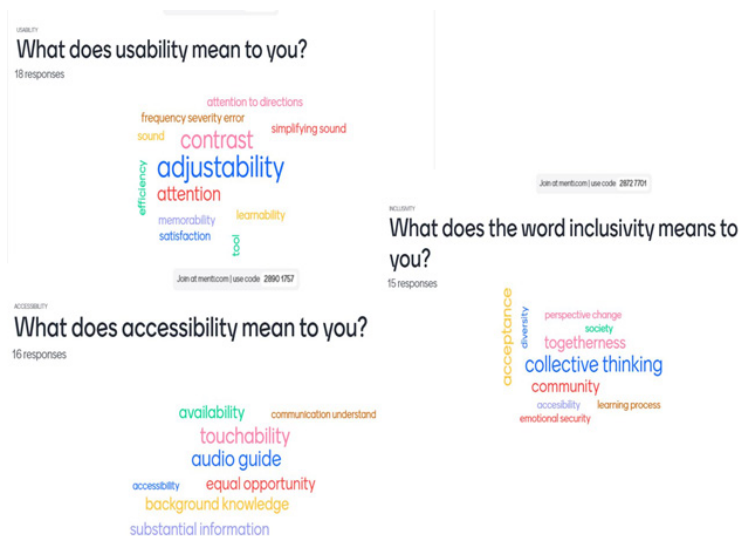 USABILITY
What does usability mean to you?
18 responses
attention to directions
frequency severity error
simplifying sound
sound
contrast
adjustability
efficiency
attention
memorability
learnability
satisfaction
tool
Join at menti.com | use code 2890 1757
ACCESSIBILITY
What does accessibility mean to you?
16 responses
availability
communication understand
touchability
audio guide
accessibility
equal opportunity
background knowledge
substantial information
Join at menti.com | use code 2872 7701
INCLUSIVITY
What does the word inclusivity means to
you?
15 responses
acceptance
diversity
perspective change
society
togetherness
collective thinking
community
accesibility
learning process
emotional security